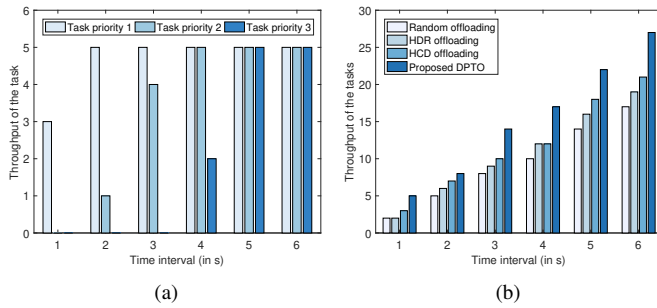 Task priority 1 Task priority 2 Task priority 3
Throughput of the task
6
5
4
3
2
1
0
1 2 3 4 5 6
Time interval (in s)
(a)
Random offloading
HDR offloading
HCD offloading
Proposed DPTO
Throughput of the tasks
30
25
20
15
10
5
0
1 2 3 4 5 6
Time interval (in s)
(b)